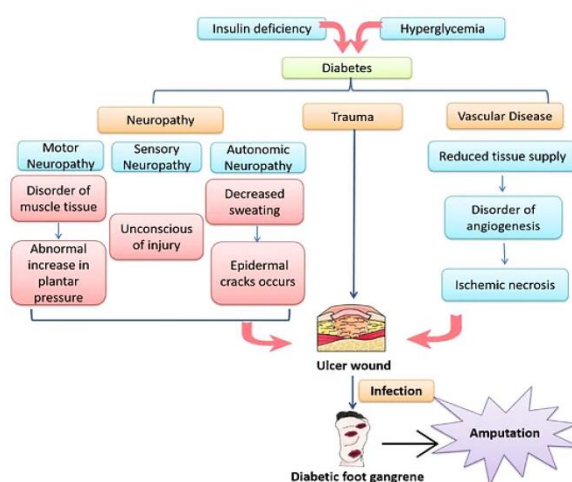 Insulin deficiency
Hyperglycemia
Diabetes
Neuropathy
Trauma
Vascular Disease
Motor
Neuropathy
Sensory
Neuropathy
Autonomic
Neuropathy
Reduced tissue supply
Disorder of
muscle tissue
Unconscious
of injury
Decreased
sweating
Disorder of
angiogenesis
Abnormal
increase in
plantar
pressure
Epidermal
cracks occurs
Ischemic necrosis
Ulcer wound
Infection
Amputation
Diabetic foot gangrene